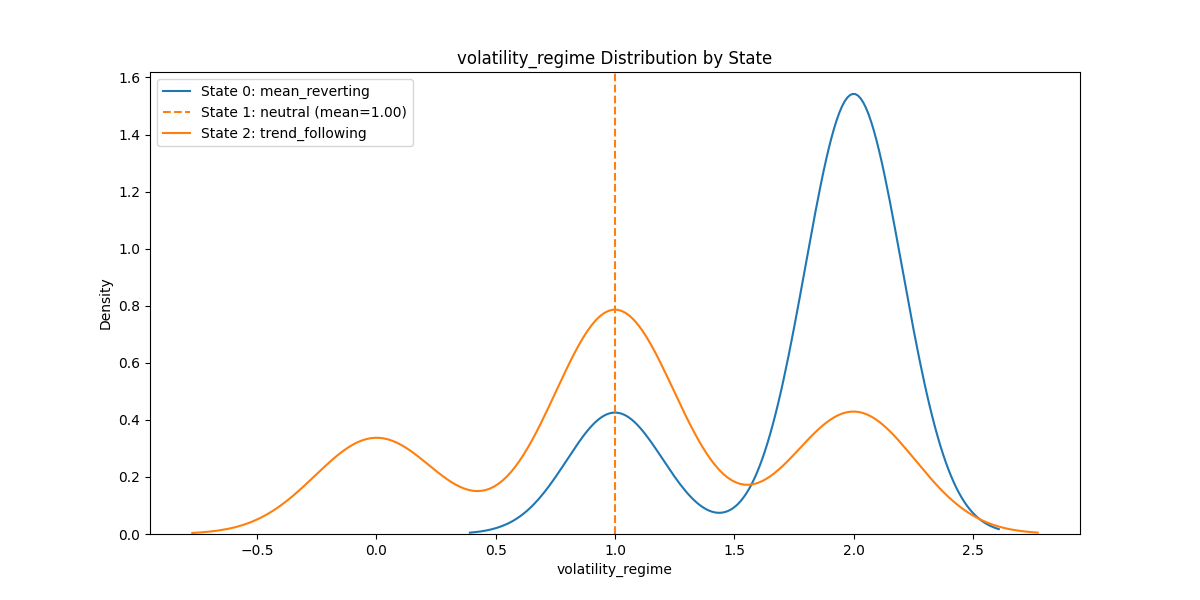 volatility_regime Distribution by State
State 0: mean_reverting
State 1: neutral (mean=1.00)
State 2: trend_following
Density
1.6
1.4
1.2
1.0
0.8
0.6
0.4
0.2
0.0
−0.5
0.0
0.5
1.0
1.5
2.0
2.5
volatility_regime